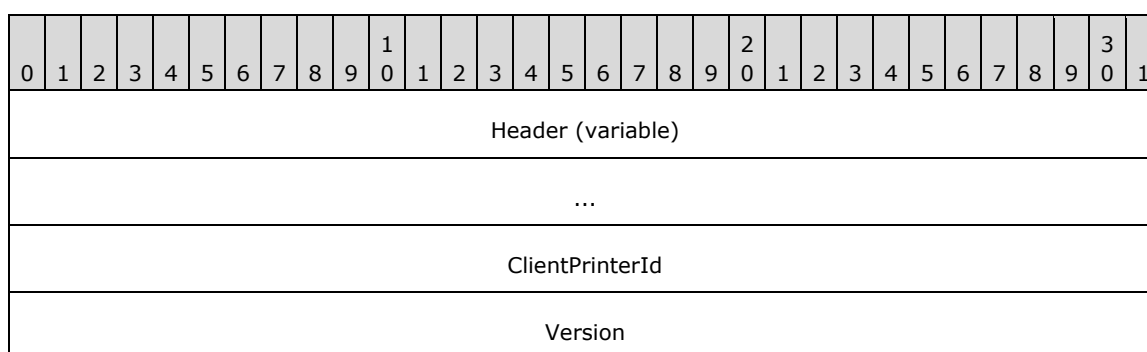 1 2 3
0 1 2 3 4 5 6 7 8 9 0 1 2 3 4 5 6 7 8 9 0 1 2 3 4 5 6 7 8 9 0 1
Header (variable)
...
ClientPrinterId
Version